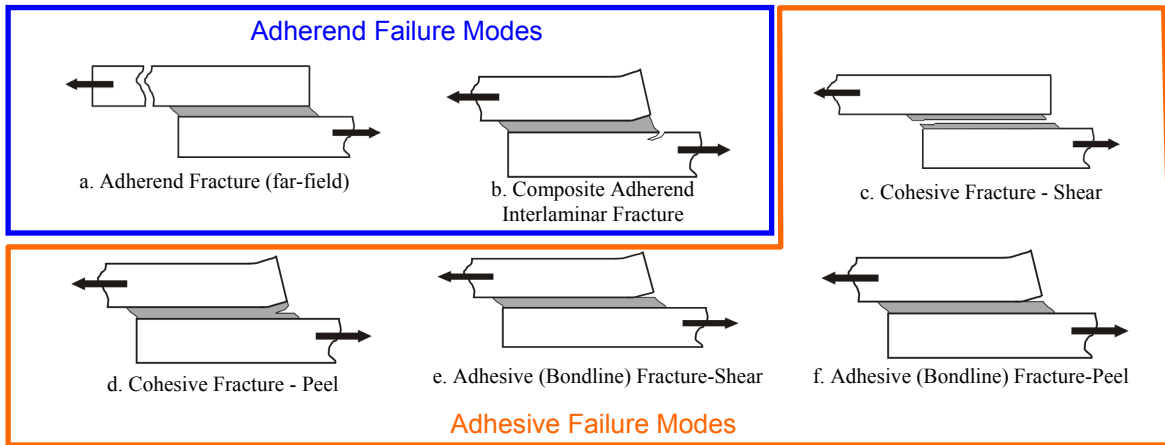 Adherend Failure Modes
a. Adherend Fracture (far-field)
b. Composite Adherend
Interlaminar Fracture
c. Cohesive Fracture - Shear
d. Cohesive Fracture - Peel
e. Adhesive (Bondline) Fracture-Shear
f. Adhesive (Bondline) Fracture-Peel
Adhesive Failure Modes